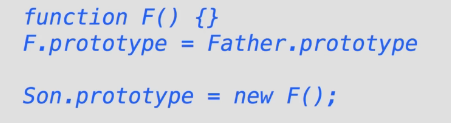 function F() {}
F.prototype = Father.prototype
Son.prototype = new F();